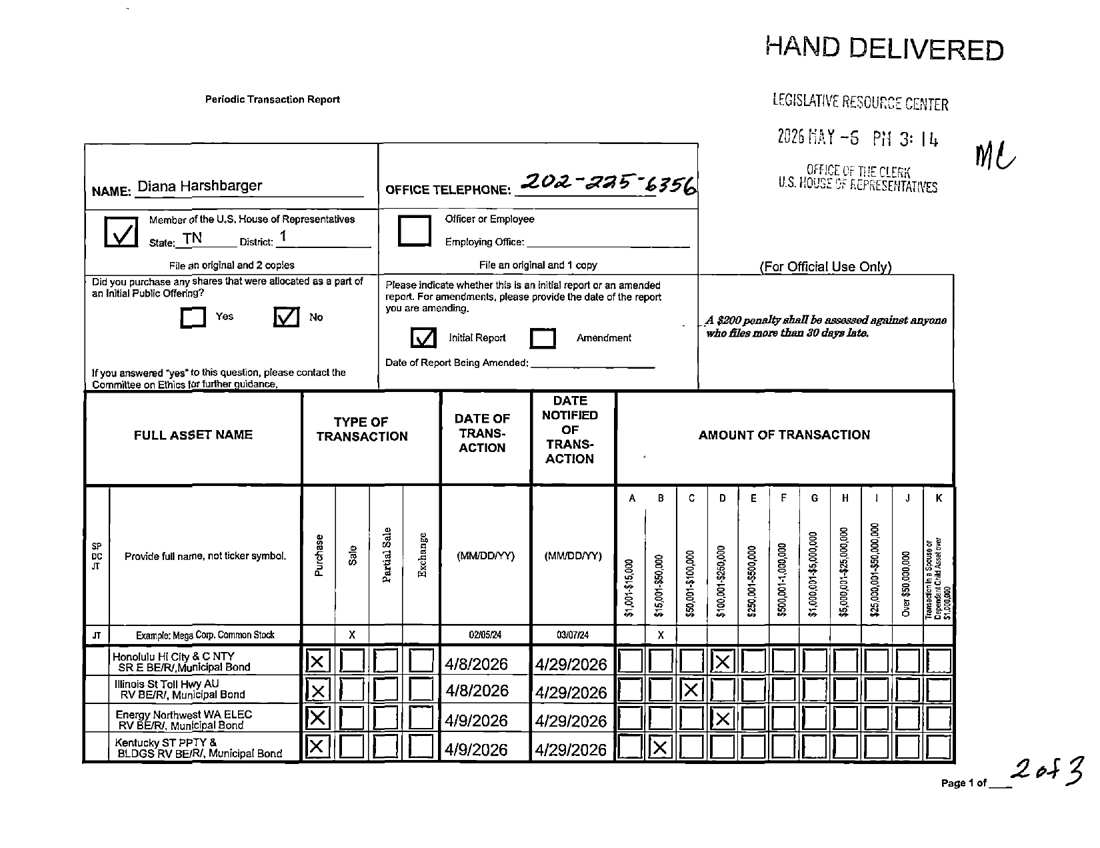 HAND DELIVERED
Periodic Transaction Report
LEGISLATIVE RESOURCE CENTER
2026 MAY -6 PM 3:14
MC
OFFICE OF THE CLERK
U.S. HOUSE OF REPRESENTATIVES
NAME: Diana Harshbarger
OFFICE TELEPHONE: 202-225-6356
Member of the U.S. House of Representatives
State: TN District: 1
File an original and 2 copies
Officer or Employee
Employing Office:
File an original and 1 copy
(For Official Use Only)
Did you purchase any shares that were allocated as a part of
an Initial Public Offering?
Yes
No
If you answered "yes" to this question, please contact the
Committee on Ethics for further guidance.
Please indicate whether this is an initial report or an amended
report. For amendments, please provide the date of the report
you are amending.
Initial Report
Amendment
Date of Report Being Amended:
A $200 penalty shall be assessed against anyone
who files more than 30 days late.
FULL ASSET NAME
TYPE OF
TRANSACTION
DATE OF
TRANS-
ACTION
DATE
NOTIFIED
OF
TRANS-
ACTION
AMOUNT OF TRANSACTION
A B C D E F G H I J K
SP
DC
JT
Provide full name, not ticker symbol.
Purchase
Sale
Partial Sale
Exchange
(MM/DD/YY)
(MM/DD/YY)
$1,001-$15,000
$15,001-$50,000
$50,001-$100,000
$100,001-$250,000
$250,001-$500,000
$500,001-1,000,000
$1,000,001-$5,000,000
$5,000,001-$25,000,000
$25,000,001-$50,000,000
Over $50,000,000
Transaction in a Spouse or
Dependent Child Asset over
$1,000,000
JT Example: Mega Corp. Common Stock X 02/05/24 03/07/24 X
Honolulu HI City & C NTY
SR E BE/R/,Municipal Bond X 4/8/2026 4/29/2026 X
Illinois St Toll Hwy AU
RV BE/R/, Municipal Bond X 4/8/2026 4/29/2026 X
Energy Northwest WA ELEC
RV BE/R/, Municipal Bond X 4/9/2026 4/29/2026 X
Kentucky ST PPTY &
BLDGS RV BE/R/, Municipal Bond X 4/9/2026 4/29/2026 X
Page 1 of 2 of 3